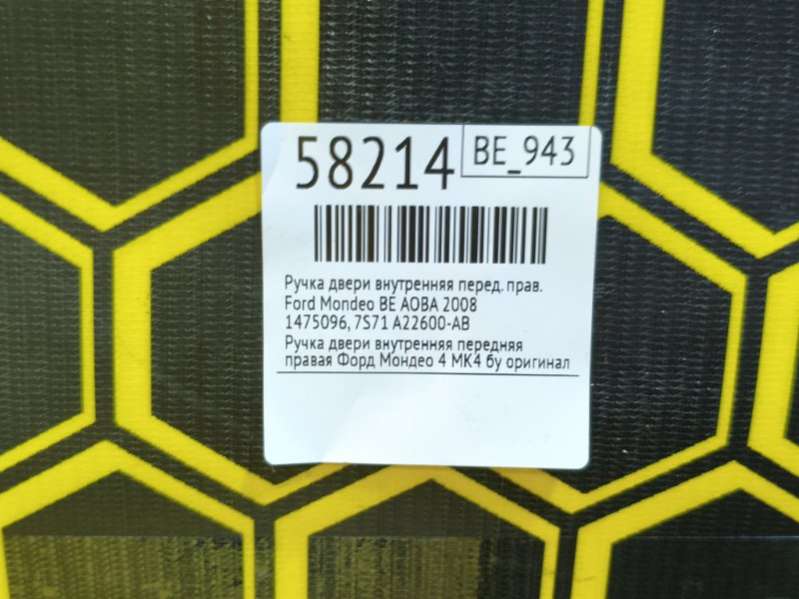 58214 BE_943
Ручка двери внутренняя перед. прав.
Ford Mondeo BE AOBA 2008
1475096, 7S71 A22600-AB
Ручка двери внутренняя передняя
правая Форд Мондео 4 МК4 бу оригинал